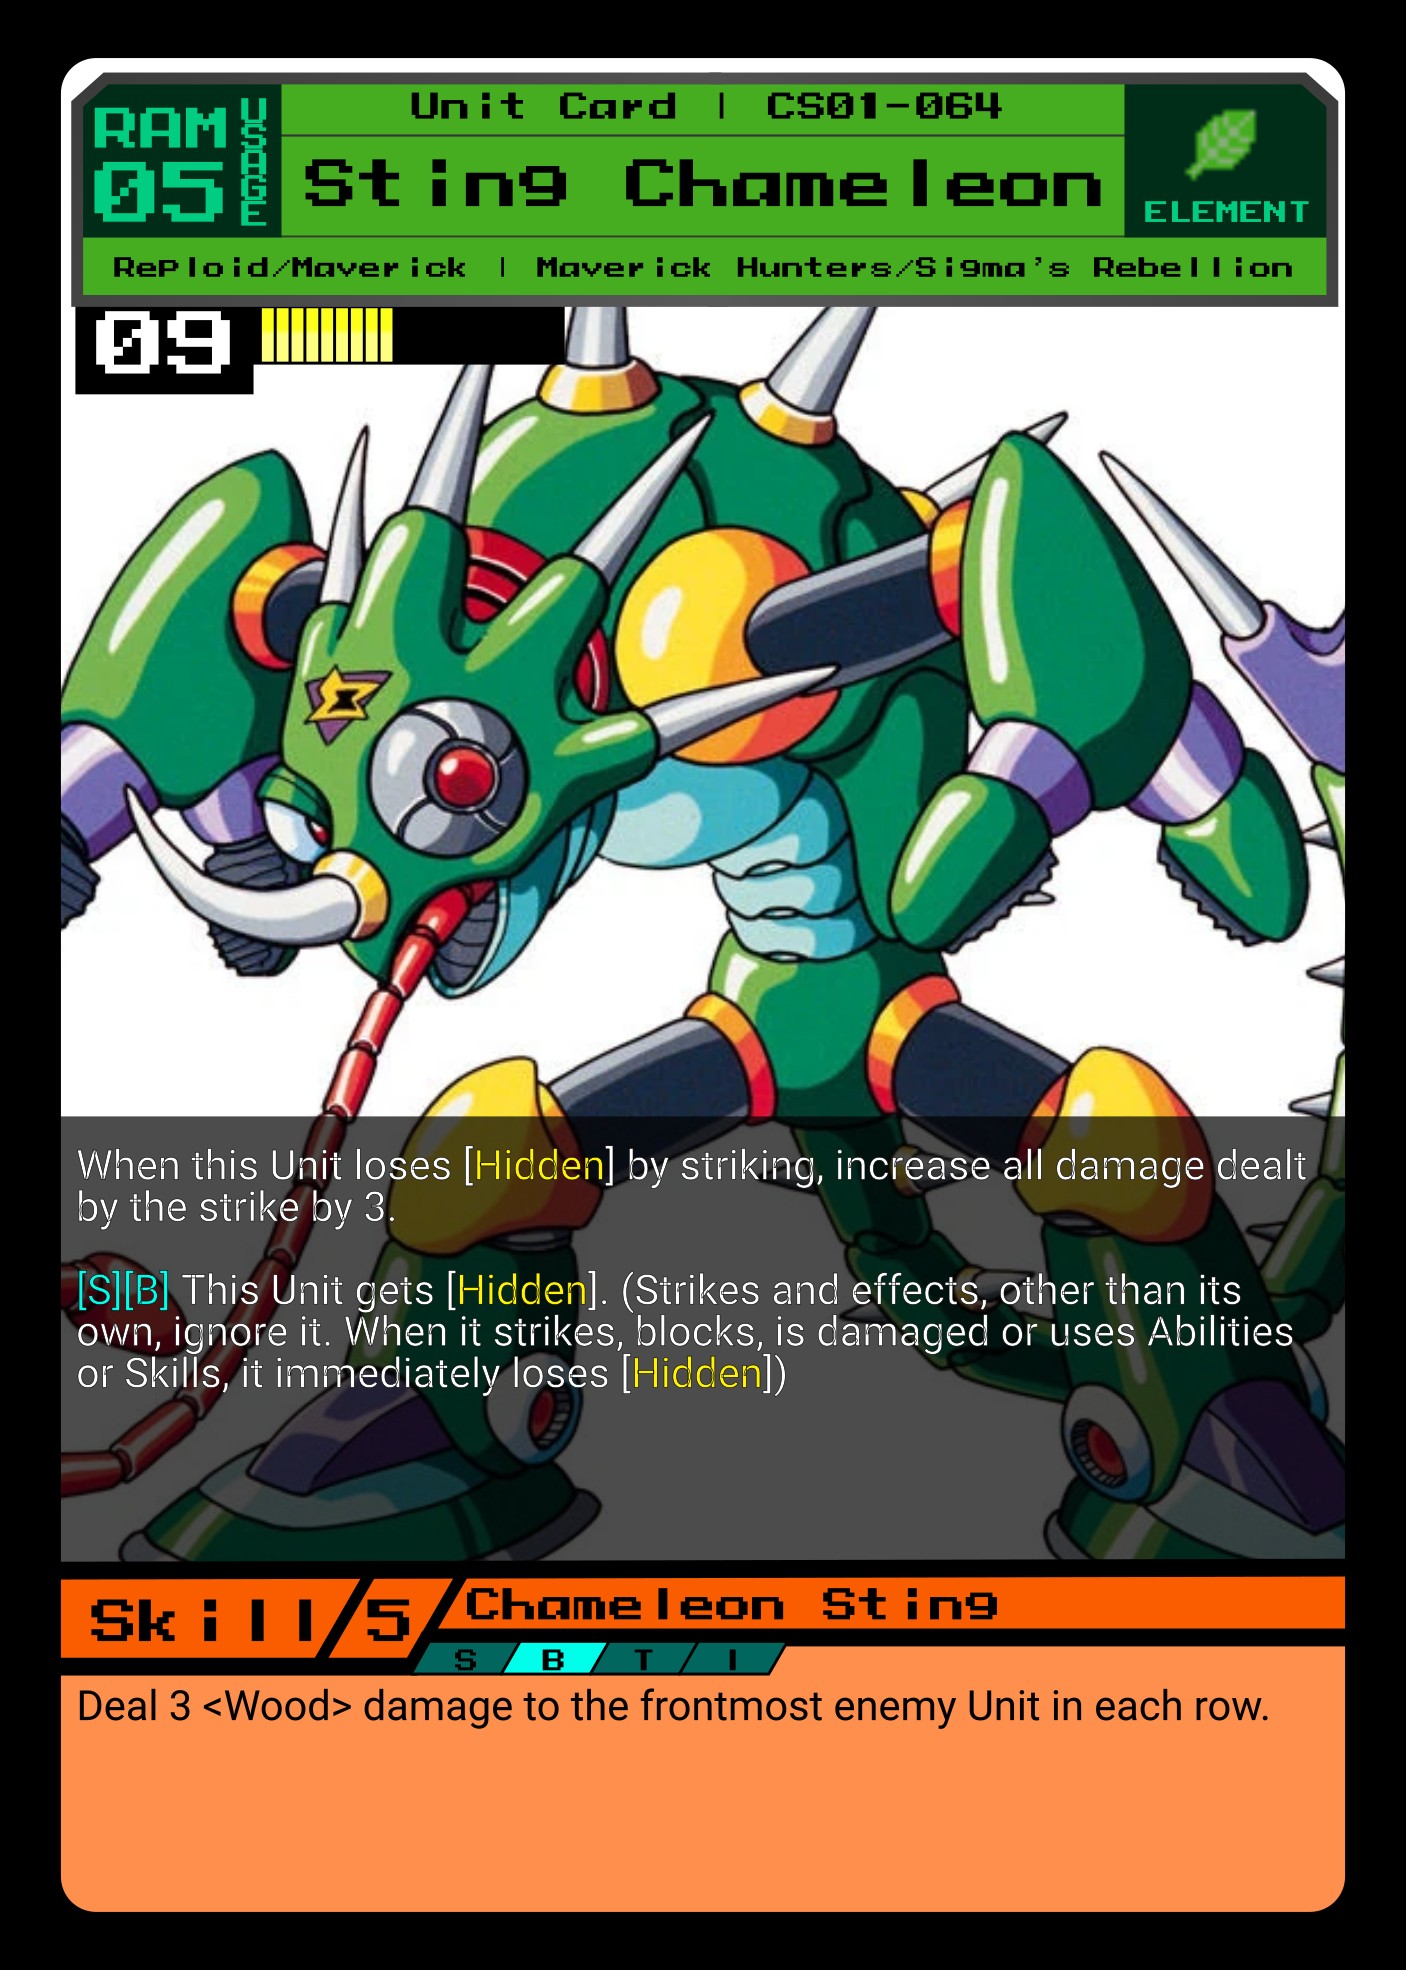 RAM
05
USAGE
Unit Card | CS01-064
Sting Chameleon
ELEMENT
Reploid/Maverick | Maverick Hunters/Sigma's Rebellion
09
When this Unit loses [Hidden] by striking, increase all damage dealt
by the strike by 3.
[S][B] This Unit gets [Hidden]. (Strikes and effects, other than its
own, ignore it. When it strikes, blocks, is damaged or uses Abilities
or Skills, it immediately loses [Hidden])
Skill/5
Chameleon Sting
S B T I
Deal 3 <Wood> damage to the frontmost enemy Unit in each row.